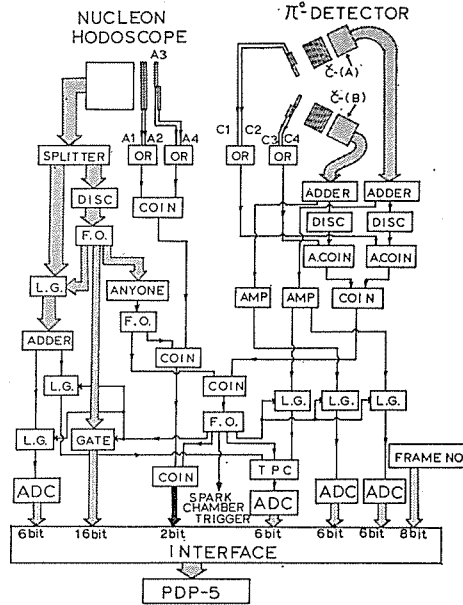 NUCLEON
HODOSCOPE
π° DETECTOR
A3
Č-(A)
Č-(B)
A1 A2 A4
C1 C2 C3 C4
OR OR OR OR
SPLITTER
ADDER ADDER
DISC
COIN
DISC DISC
F.O.
A.COIN A.COIN
L.G.
ANYONE
AMP AMP COIN
F.O.
ADDER
COIN
L.G.
COIN
L.G. L.G. L.G.
F.O.
L.G. GATE
FRAME NO
COIN
TPC
ADC
SPARK
CHAMBER
TRIGGER
ADC
ADC ADC
6bit 16bit 2bit 6bit 6bit 6bit 8bit
INTERFACE
PDP-5